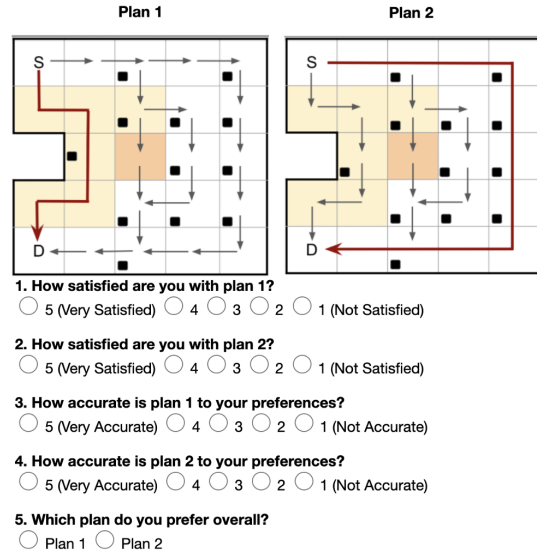 Plan 1
Plan 2
S
S
D
D
1. How satisfied are you with plan 1?
5 (Very Satisfied) 4 3 2 1 (Not Satisfied)
2. How satisfied are you with plan 2?
5 (Very Satisfied) 4 3 2 1 (Not Satisfied)
3. How accurate is plan 1 to your preferences?
5 (Very Accurate) 4 3 2 1 (Not Accurate)
4. How accurate is plan 2 to your preferences?
5 (Very Accurate) 4 3 2 1 (Not Accurate)
5. Which plan do you prefer overall?
Plan 1 Plan 2